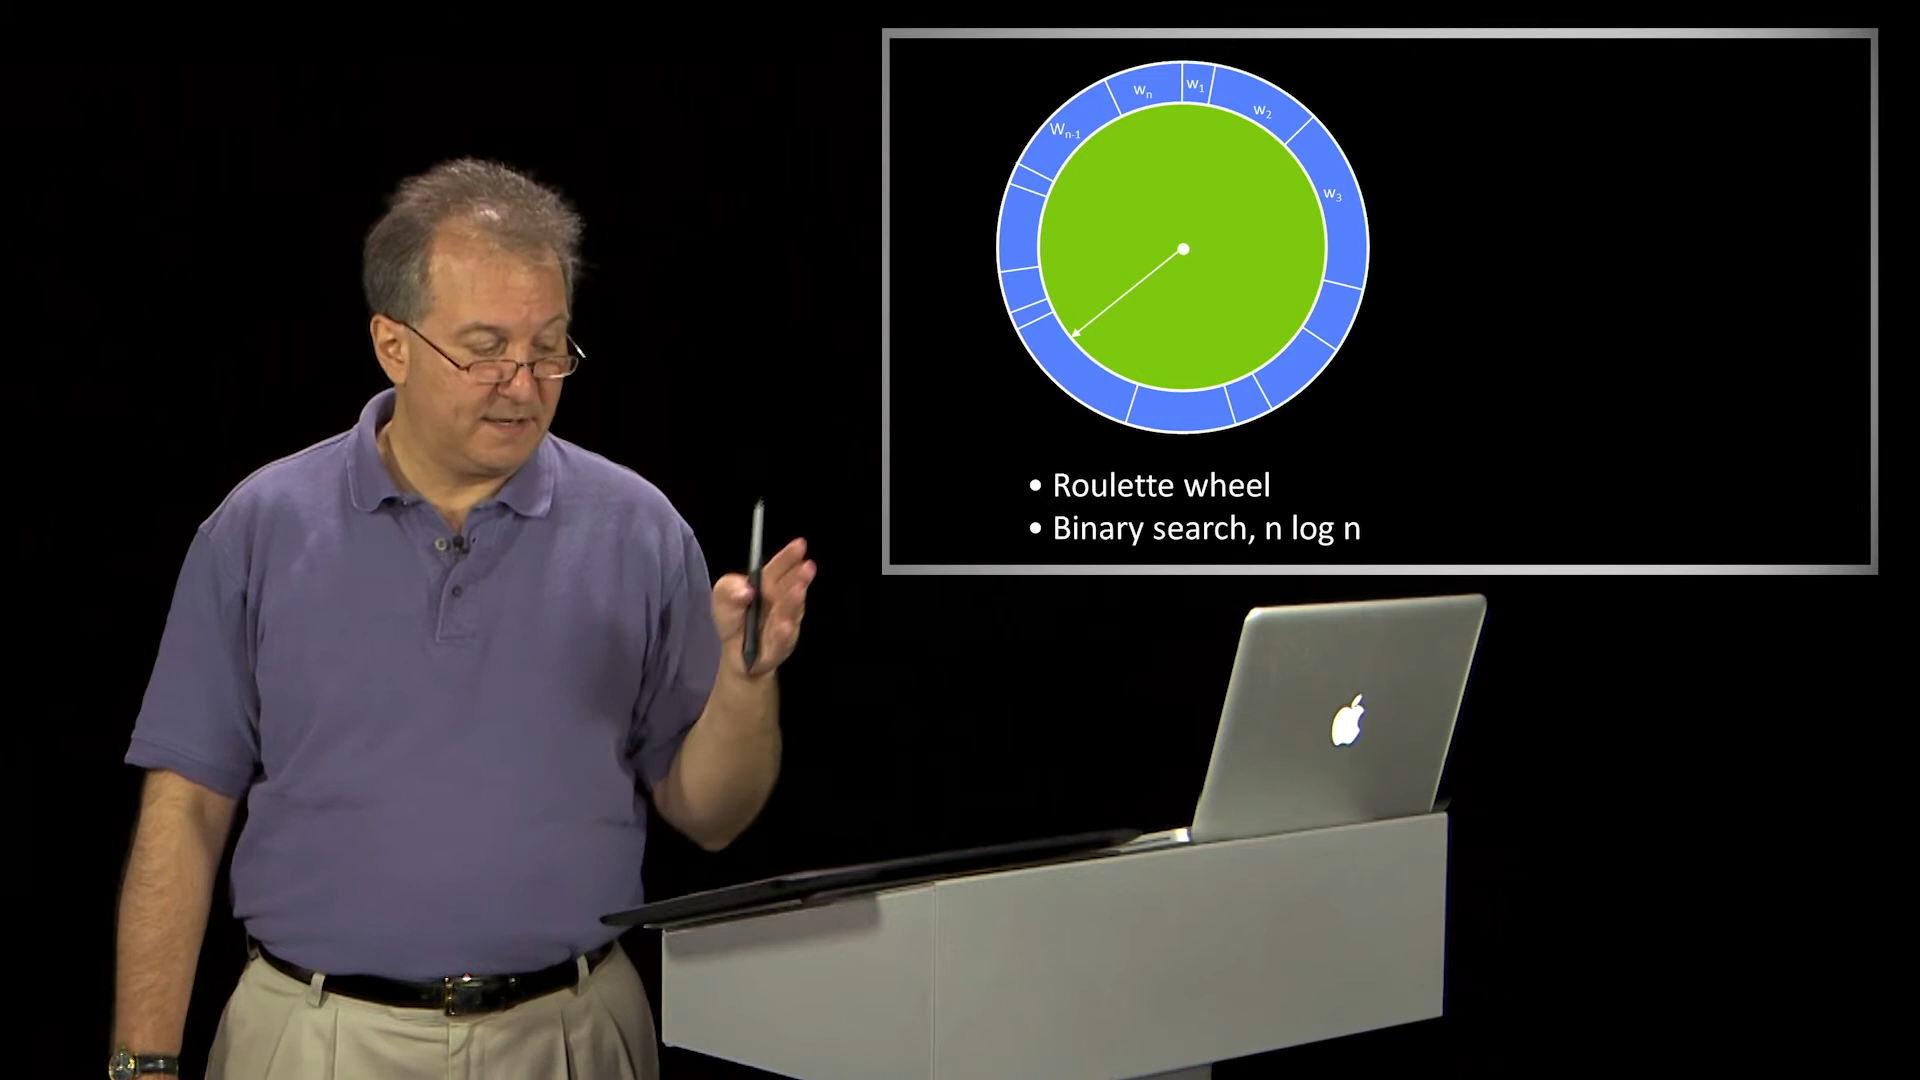 wn
w1
w2
Wn-1
w3
• Roulette wheel
• Binary search, n log n